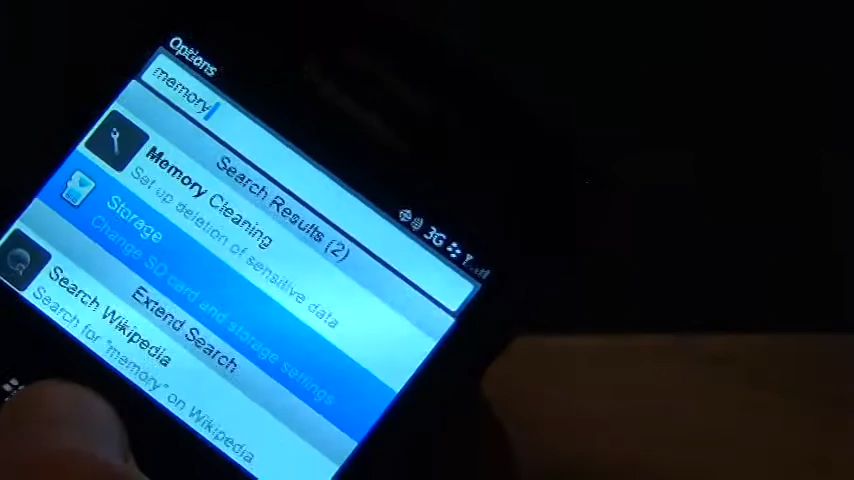 Options
3G
memory
Search Results (2)
Memory Cleaning
Set up deletion of sensitive data
Storage
Change SD card and storage settings
Extend Search
Search Wikipedia
Search for "memory" on Wikipedia